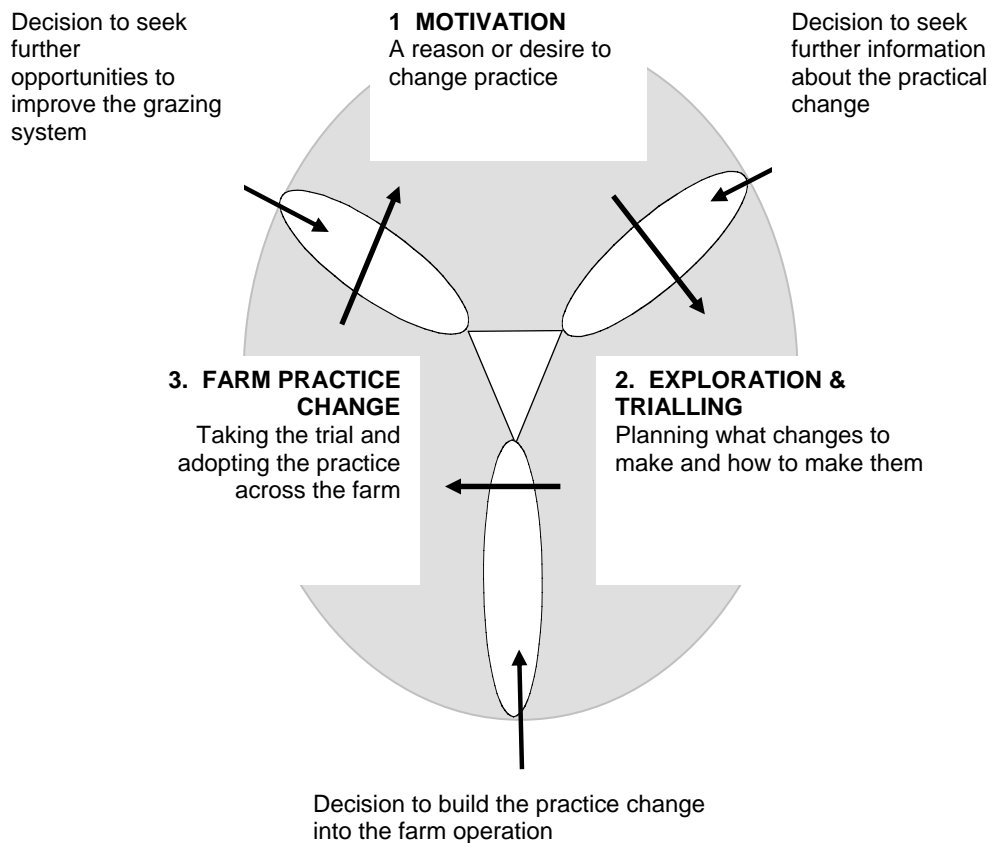 Decision to seek
further
opportunities to
improve the grazing
system
1  MOTIVATION
A reason or desire to
change practice
Decision to seek
further information
about the practical
change
3.  FARM PRACTICE
CHANGE
Taking the trial and
adopting the practice
across the farm
2.  EXPLORATION &
TRIALLING
Planning what changes to
make and how to make them
Decision to build the practice change
into the farm operation